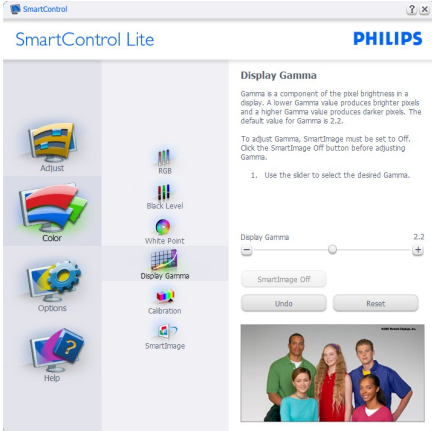 SmartControl
SmartControl Lite
PHILIPS
Adjust
Color
Options
Help
RGB
Black Level
White Point
Display Gamma
Calibration
SmartImage
Display Gamma
Gamma is a component of the pixel brightness in a
display. A lower Gamma value produces brighter pixels
and a higher Gamma value produces darker pixels. The
default value for Gamma is 2.2.
To adjust Gamma, SmartImage must be set to Off.
Click the SmartImage Off button before adjusting
Gamma.
1. Use the slider to select the desired Gamma.
Display Gamma 2.2
SmartImage Off
Undo Reset